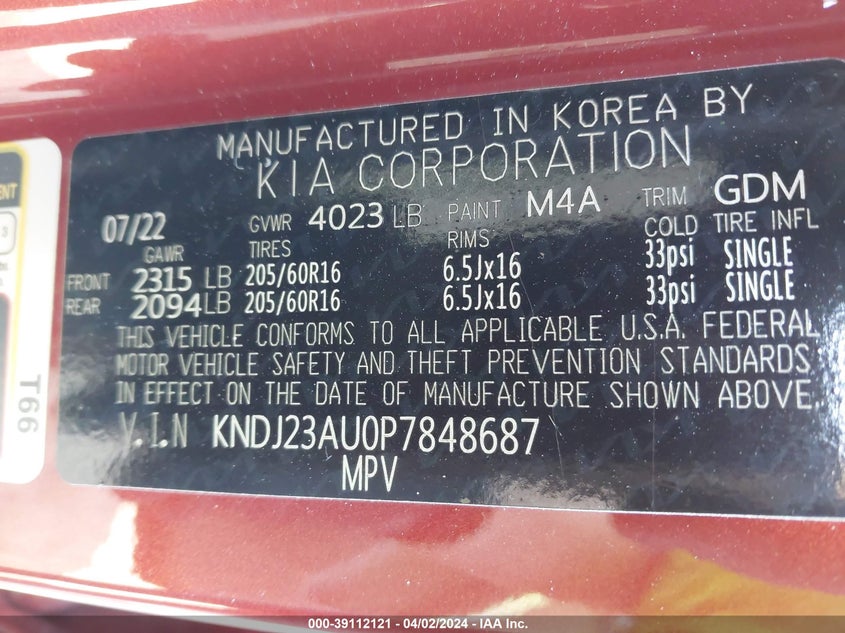 MANUFACTURED IN KOREA BY
KIA CORPORATION
07/22 GVWR 4023 LB PAINT M4A TRIM GDM
GAWR TIRES RIMS COLD TIRE INFL
FRONT 2315 LB 205/60R16 6.5Jx16 33psi SINGLE
REAR 2094 LB 205/60R16 6.5Jx16 33psi SINGLE
THIS VEHICLE CONFORMS TO ALL APPLICABLE U.S.A. FEDERAL
MOTOR VEHICLE SAFETY AND THEFT PREVENTION STANDARDS
IN EFFECT ON THE DATE OF MANUFACTURE SHOWN ABOVE.
V.I.N KNDJ23AU0P7848687
MPV
T66
000-39112121 - 04/02/2024 - IAA Inc.